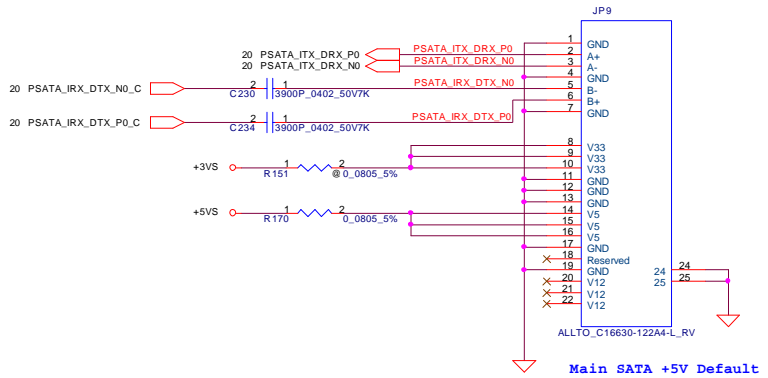 JP9
1 GND
20 PSATA_ITX_DRX_P0 PSATA_ITX_DRX_P0 2 A+
20 PSATA_ITX_DRX_N0 PSATA_ITX_DRX_N0 3 A-
4 GND
20 PSATA_IRX_DTX_N0_C 2 1 PSATA_IRX_DTX_N0 5 B-
C230 3900P_0402_50V7K
6 B+
20 PSATA_IRX_DTX_P0_C 2 1 PSATA_IRX_DTX_P0 7 GND
C234 3900P_0402_50V7K
8 V33
9 V33
+3VS 1 2 10 V33
R151 @ 0_0805_5%
11 GND
12 GND
13 GND
+5VS 1 2 14 V5
R170 0_0805_5%
15 V5
16 V5
17 GND
18 Reserved
19 GND 24 24
20 V12 25 25
21 V12
22 V12
ALLTO_C16630-122A4-L_RV
Main SATA +5V Default